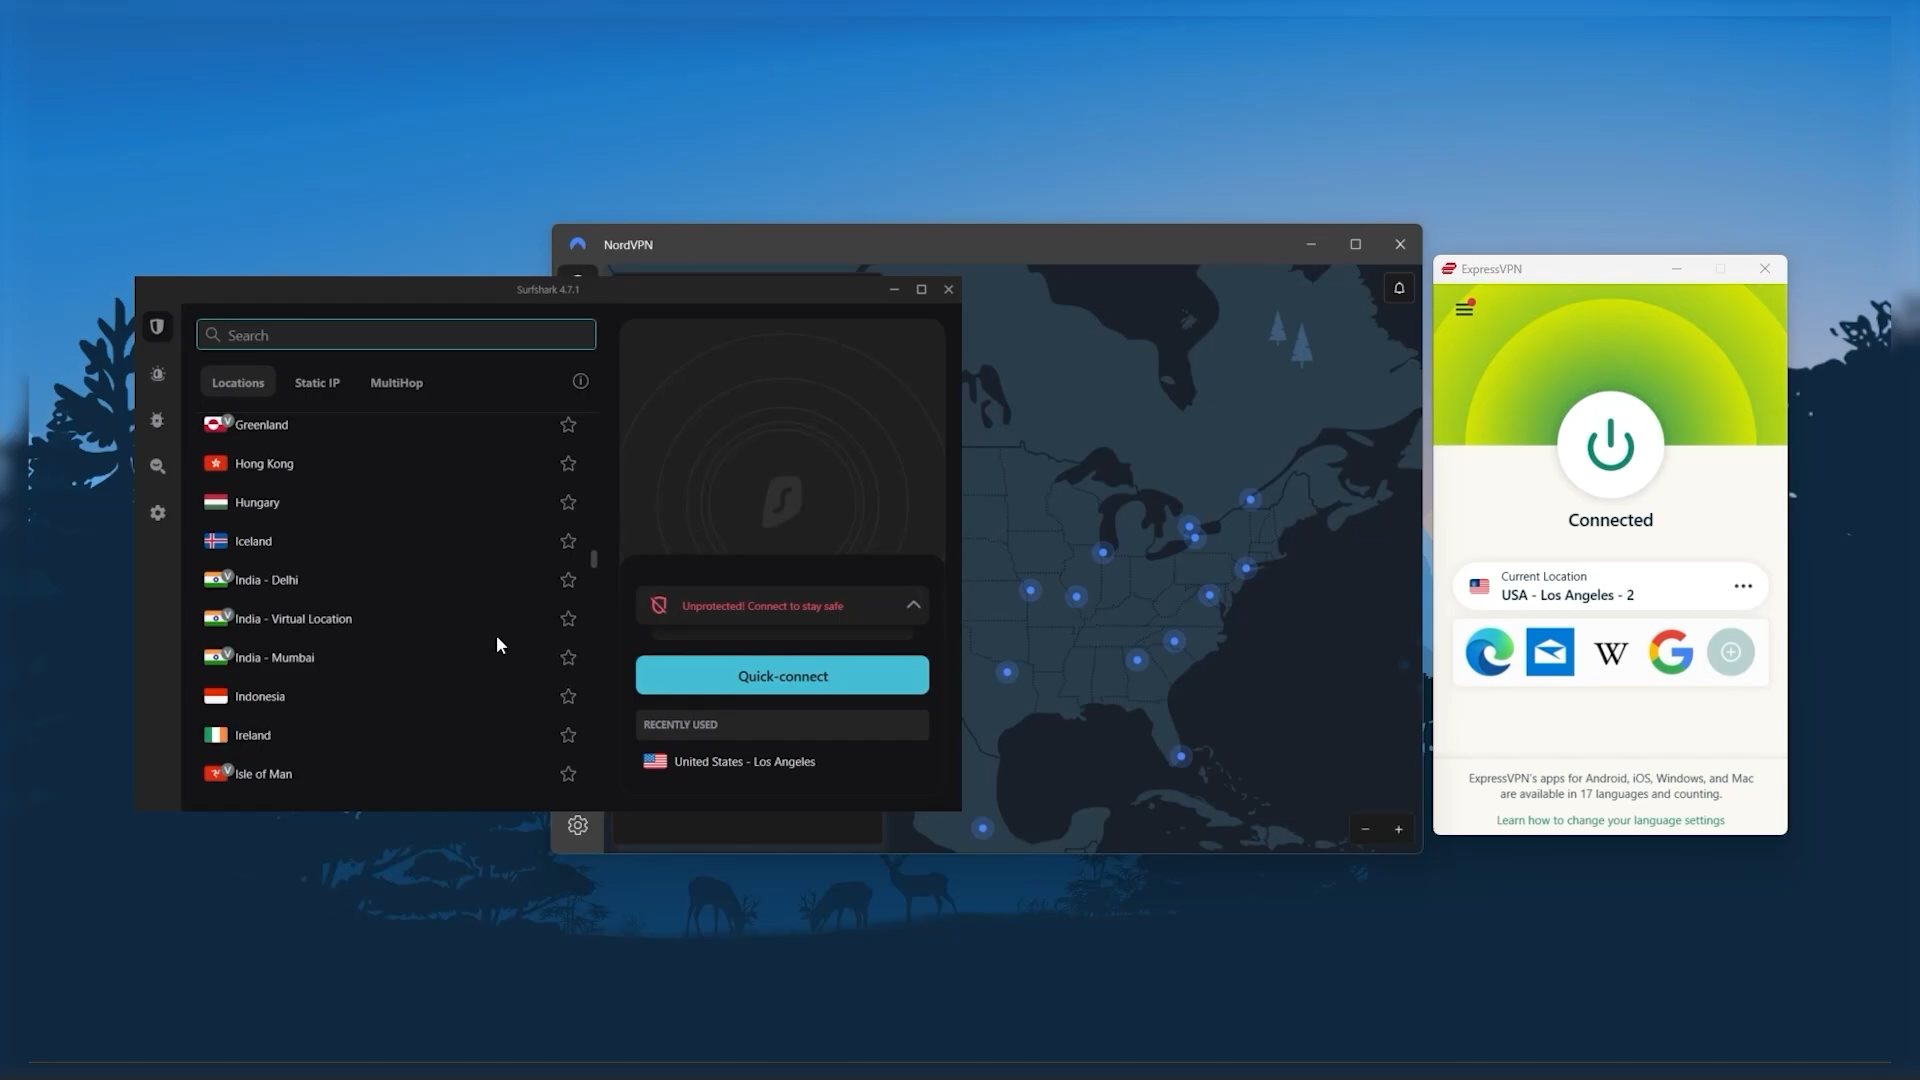 NordVPN
Surfshark 4.7.1
Search
Locations
Static IP
MultiHop
Greenland
Hong Kong
Hungary
Iceland
India - Delhi
India - Virtual Location
India - Mumbai
Indonesia
Ireland
Isle of Man
Unprotected! Connect to stay safe
Quick-connect
RECENTLY USED
United States - Los Angeles
ExpressVPN
Connected
Current Location
USA - Los Angeles - 2
W
G
ExpressVPN's apps for Android, iOS, Windows, and Mac
are available in 17 languages and counting.
Learn how to change your language settings